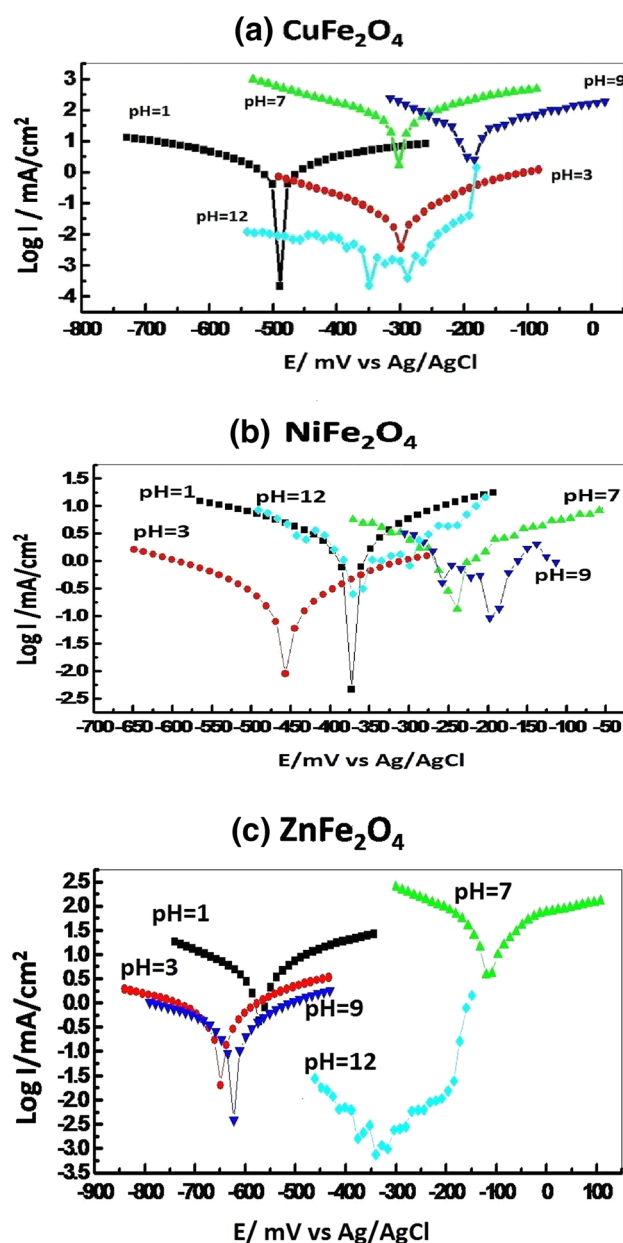 (a) CuFe2O4
pH=1
pH=7
pH=9
pH=3
pH=12
3
2
1
0
-1
-2
-3
-4
Log I / mA/cm2
-800 -700 -600 -500 -400 -300 -200 -100 0
E/ mV vs Ag/AgCl
(b) NiFe2O4
pH=1
pH=12
pH=7
pH=3
pH=9
1.5
1.0
0.5
0.0
-0.5
-1.0
-1.5
-2.0
-2.5
Log I /mA/cm2
-700 -650 -600 -550 -500 -450 -400 -350 -300 -250 -200 -150 -100 -50
E/mV vs Ag/AgCl
(c) ZnFe2O4
pH=1
pH=7
pH=3
pH=9
pH=12
2.5
2.0
1.5
1.0
0.5
0.0
-0.5
-1.0
-1.5
-2.0
-2.5
-3.0
-3.5
Log I/mA/cm2
-900 -800 -700 -600 -500 -400 -300 -200 -100 0 100
E/ mV vs Ag/AgCl